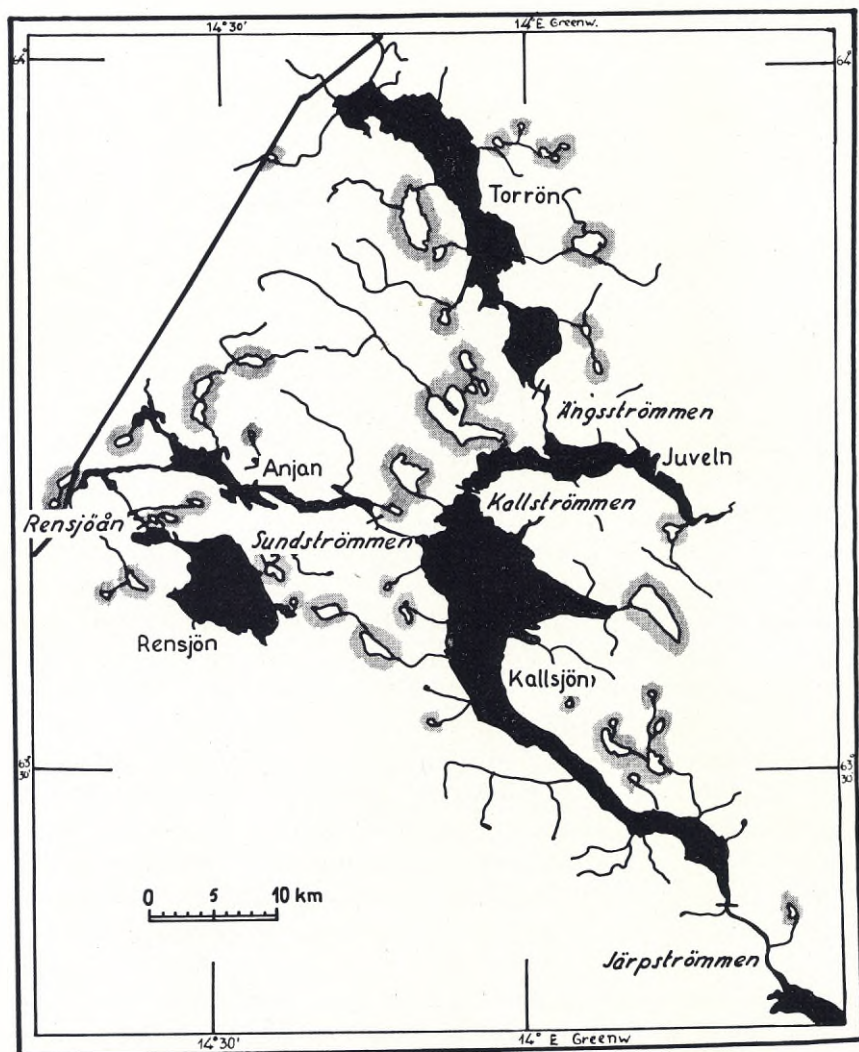 14°30'
14° E Greenw.
64°
64°
Torrön
Ängsströmmen
Juveln
Anjan
Kallströmmen
Rensjöån
Sundströmmen
Rensjön
Kallsjön
63°
30'
63°
30'
0 5 10 km
Järpströmmen
14°30'
14° E Greenw